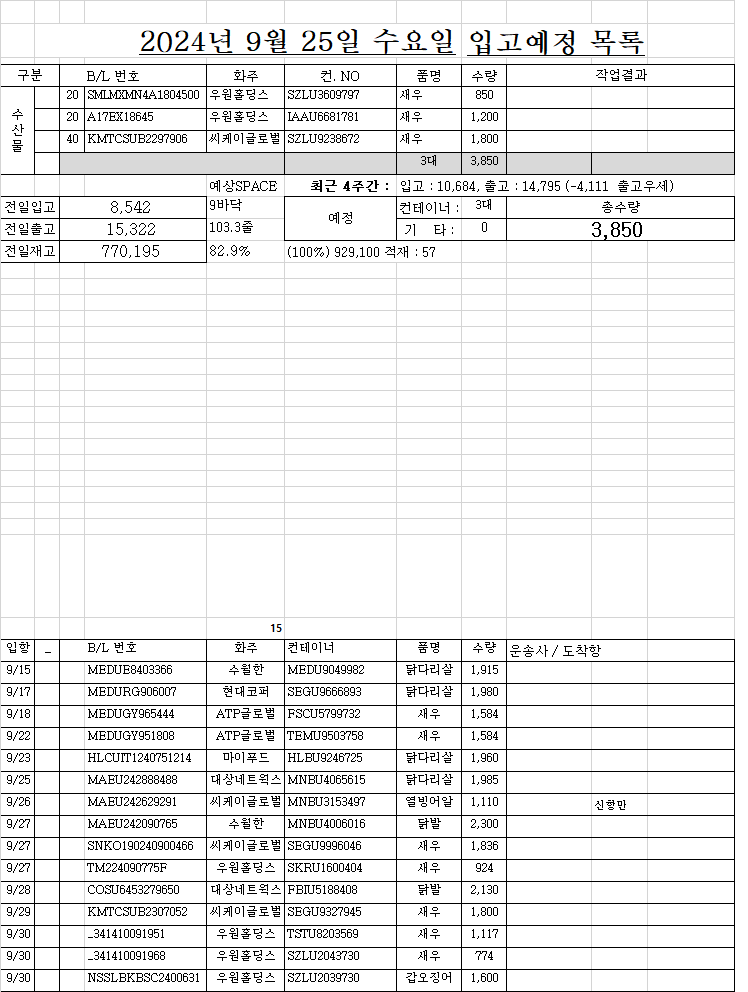 2024년 9월 25일 수요일 입고예정 목록
구분 B/L 번호 화주 컨. NO 품명 수량 작업결과
수산물
20 SMLMXMN4A1804500 우원홀딩스 SZLU3609797 새우 850
20 A17EX18645 우원홀딩스 IAAU6681781 새우 1,200
40 KMTCSUB2297906 씨케이글로벌 SZLU9238672 새우 1,800
3대 3,850
예상SPACE 최근 4주간 : 입고 : 10,684, 출고 : 14,795 (-4,111 출고우세)
전일입고 8,542 9바닥 예정 컨테이너 : 3대 총수량
전일출고 15,322 103.3줄 기 타 : 0 3,850
전일재고 770,195 82.9% (100%) 929,100 적재 : 57
15
입항 _ B/L 번호 화주 컨테이너 품명 수량 운송사 / 도착항
9/15 MEDUE8403366 수월한 MEDU9049982 닭다리살 1,915
9/17 MEDURG906007 현대코퍼 SEGU9666893 닭다리살 1,980
9/18 MEDUGY965444 ATP글로벌 FSCU5799732 새우 1,584
9/22 MEDUGY951808 ATP글로벌 TEMU9503758 새우 1,584
9/23 HLCUIT1240751214 마이푸드 HLBU9246725 닭다리살 1,960
9/25 MAEU242888488 대상네트웍스 MNBU4065615 닭다리살 1,985
9/26 MAEU242629291 씨케이글로벌 MNBU3153497 열빙어알 1,110 신항만
9/27 MAEU242090765 수월한 MNBU4006016 닭발 2,300
9/27 SNKO190240900466 씨케이글로벌 SEGU9996046 새우 1,836
9/27 TM224090775F 우원홀딩스 SKRU1600404 새우 924
9/28 COSU6453279650 대상네트웍스 FBIU5188408 닭발 2,130
9/29 KMTCSUB2307052 씨케이글로벌 SEGU9327945 새우 1,800
9/30 _341410091951 우원홀딩스 TSTU8203569 새우 1,117
9/30 _341410091968 우원홀딩스 SZLU2043730 새우 774
9/30 NSSLBKBSC2400631 우원홀딩스 SZLU2039730 갑오징어 1,600